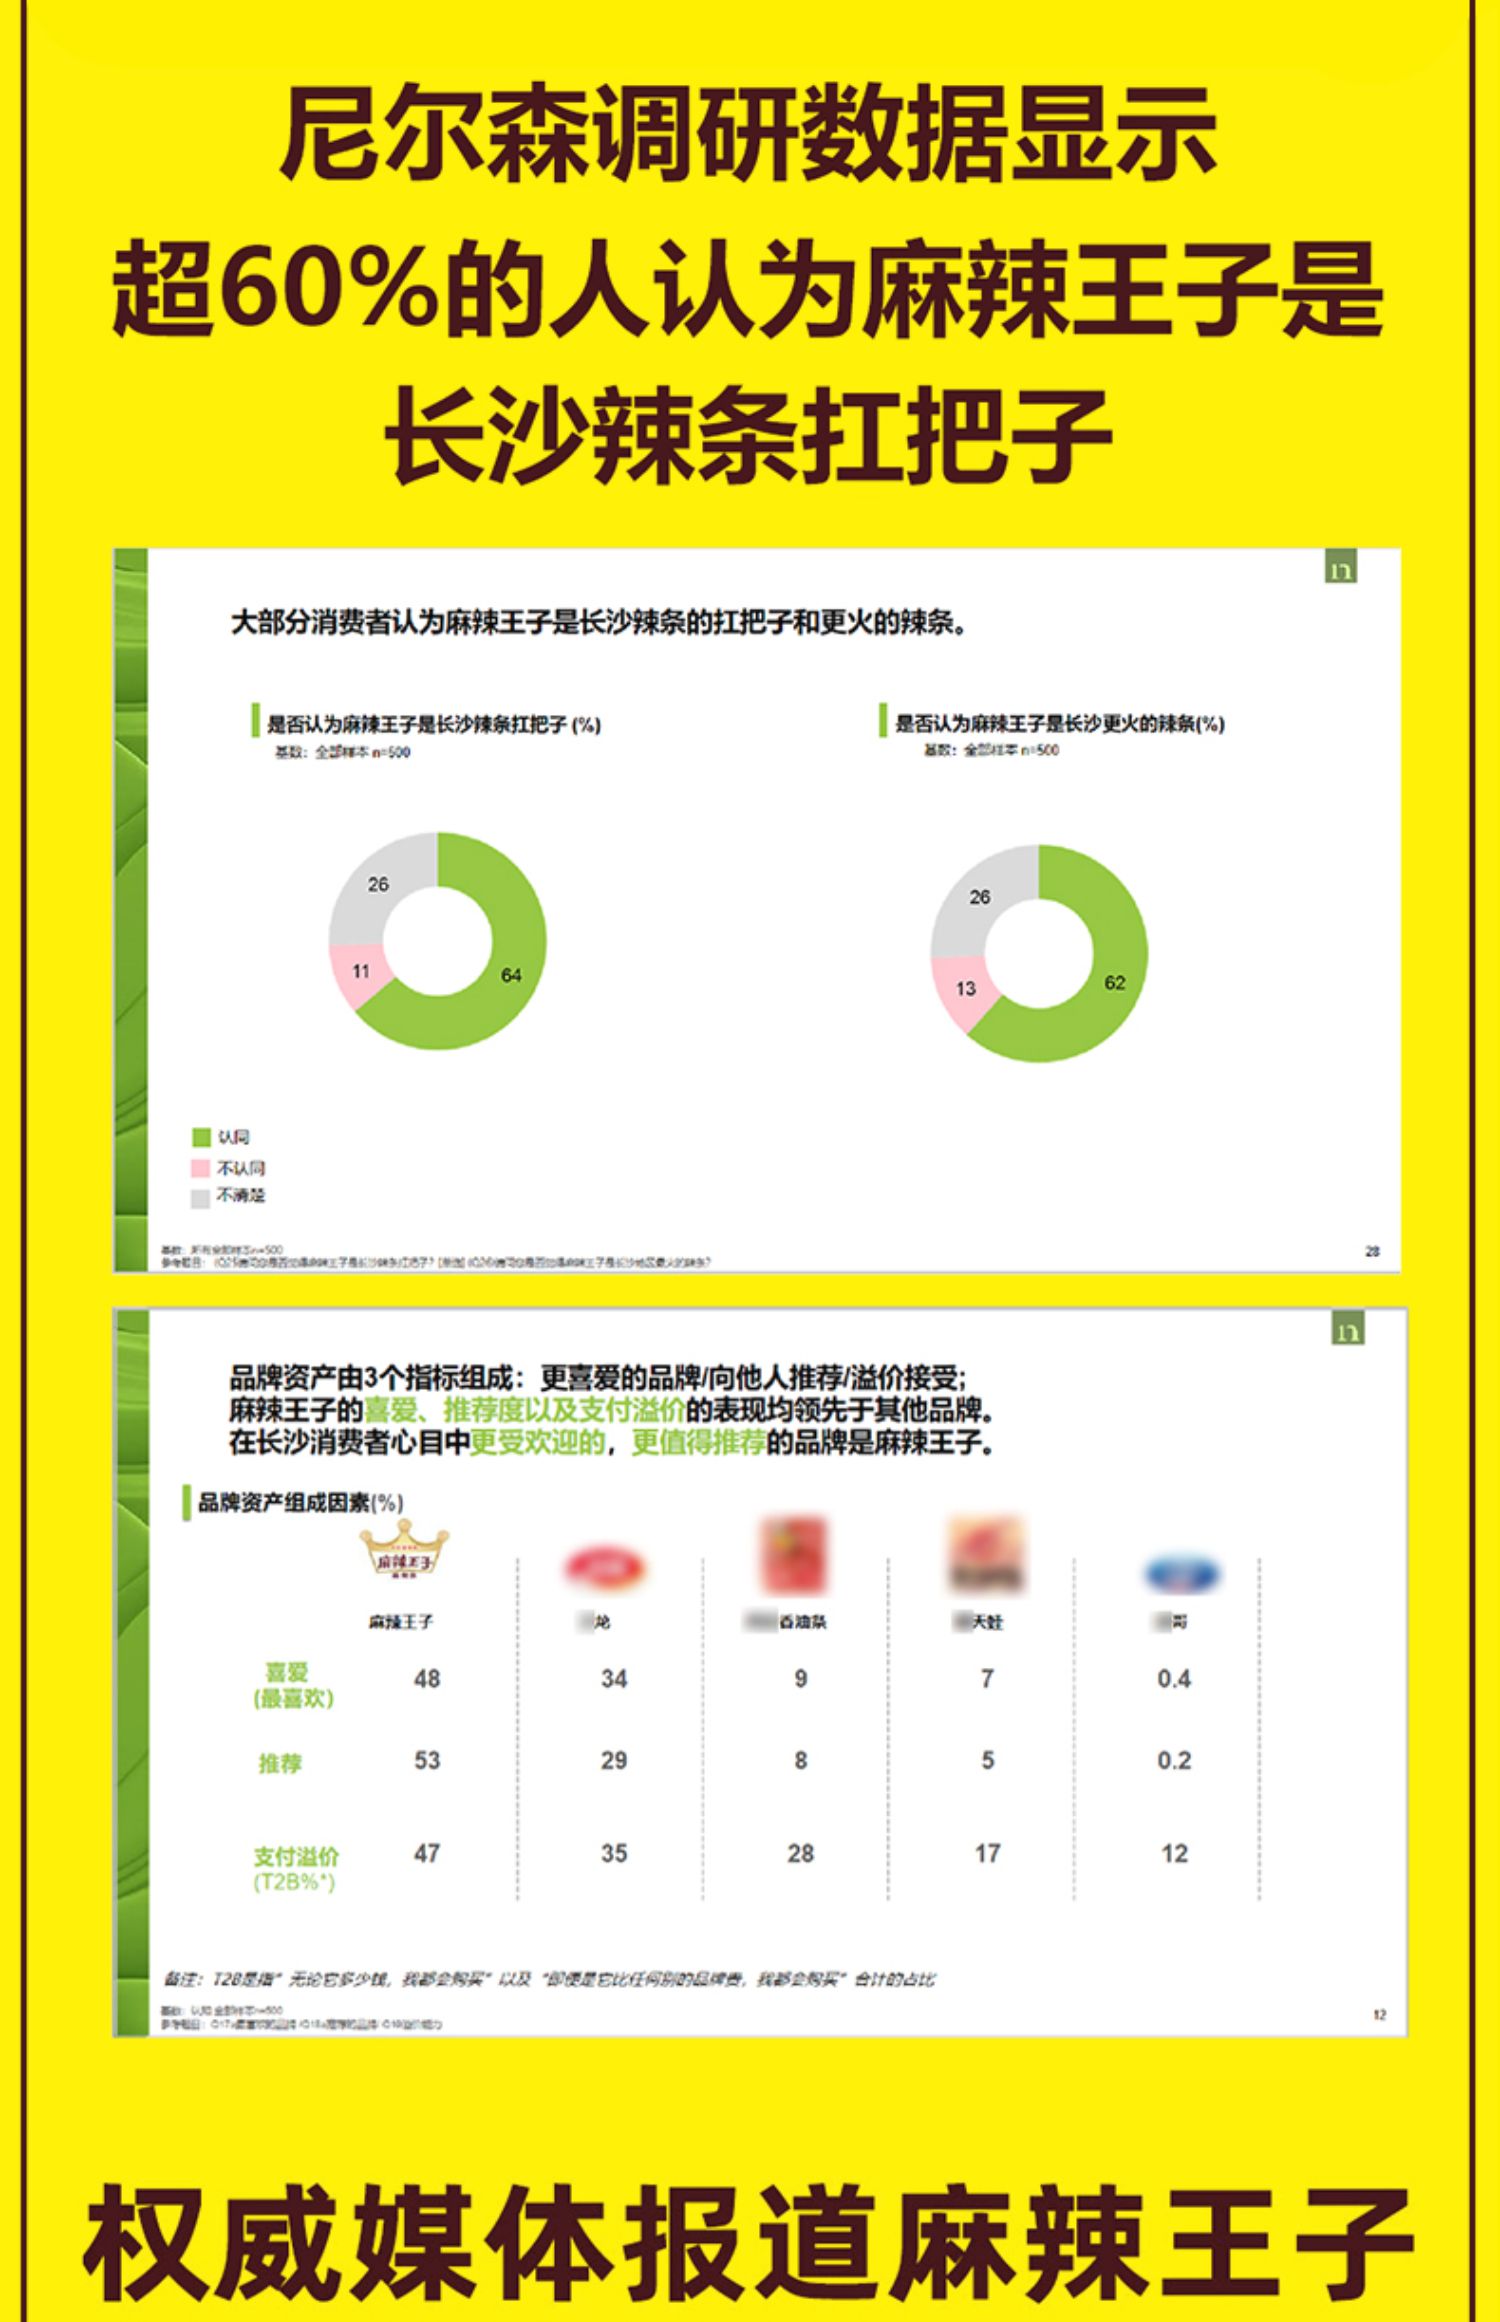 尼尔森调研数据显示
超60%的人认为麻辣王子是
长沙辣条扛把子
n
大部分消费者认为麻辣王子是长沙辣条的扛把子和更火的辣条。
是否认为麻辣王子是长沙辣条扛把子 (%)
基数：全部样本 n=500
是否认为麻辣王子是长沙更火的辣条(%)
基数：全部样本 n=500
26
11
64
26
13
62
认同
不认同
不清楚
28
n
品牌资产由3个指标组成：更喜爱的品牌/向他人推荐/溢价接受;
麻辣王子的喜爱、推荐度以及支付溢价的表现均领先于其他品牌。
在长沙消费者心目中更受欢迎的，更值得推荐的品牌是麻辣王子。
品牌资产组成因素(%)
麻辣王子
麻辣王子 龙 香油条 天娃 哥
喜爱
(最喜欢)
48 34 9 7 0.4
推荐 53 29 8 5 0.2
支付溢价
(T2B%*)
47 35 28 17 12
备注：T2B是指"无论它多少钱，我都会购买"以及"即便是它比任何别的品牌贵，我都会购买"合计的占比
12
权威媒体报道麻辣王子